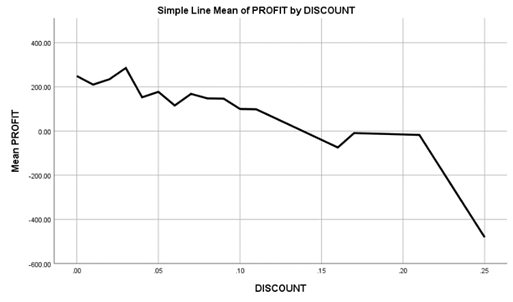 Simple Line Mean of PROFIT by DISCOUNT
400.00
200.00
0.00
-200.00
-400.00
-600.00
Mean PROFIT
.00 .05 .10 .15 .20 .25
DISCOUNT